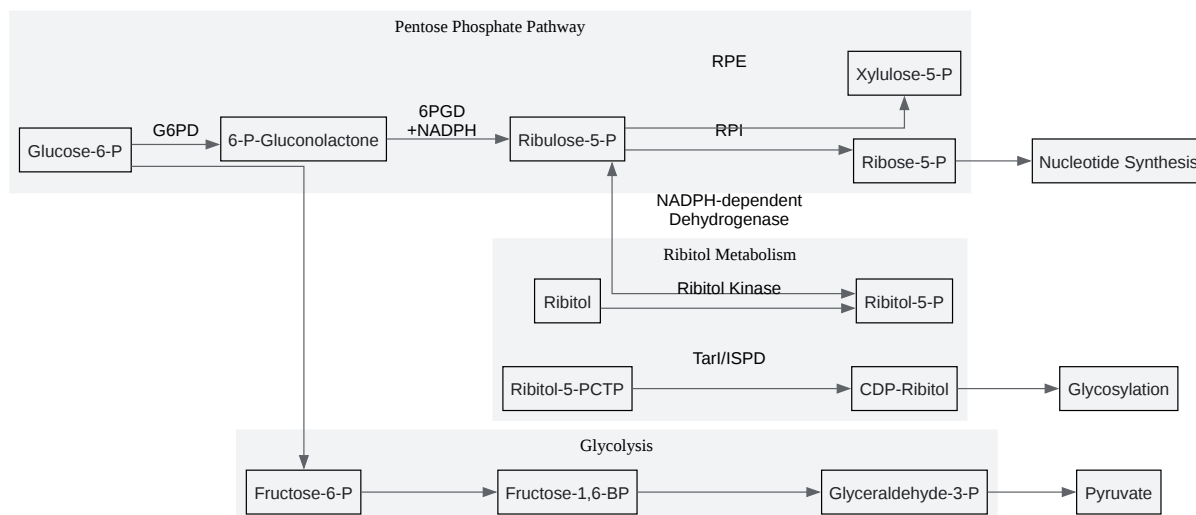 Pentose Phosphate Pathway
RPE
Xylulose-5-P
G6PD
6PGD
+NADPH
Glucose-6-P
6-P-Gluconolactone
Ribulose-5-P
RPI
Ribose-5-P
Nucleotide Synthesis
NADPH-dependent
Dehydrogenase
Ribitol Metabolism
Ribitol
Ribitol Kinase
Ribitol-5-P
TarI/ISPD
Ribitol-5-PCTP
CDP-Ribitol
Glycosylation
Glycolysis
Fructose-6-P
Fructose-1,6-BP
Glyceraldehyde-3-P
Pyruvate